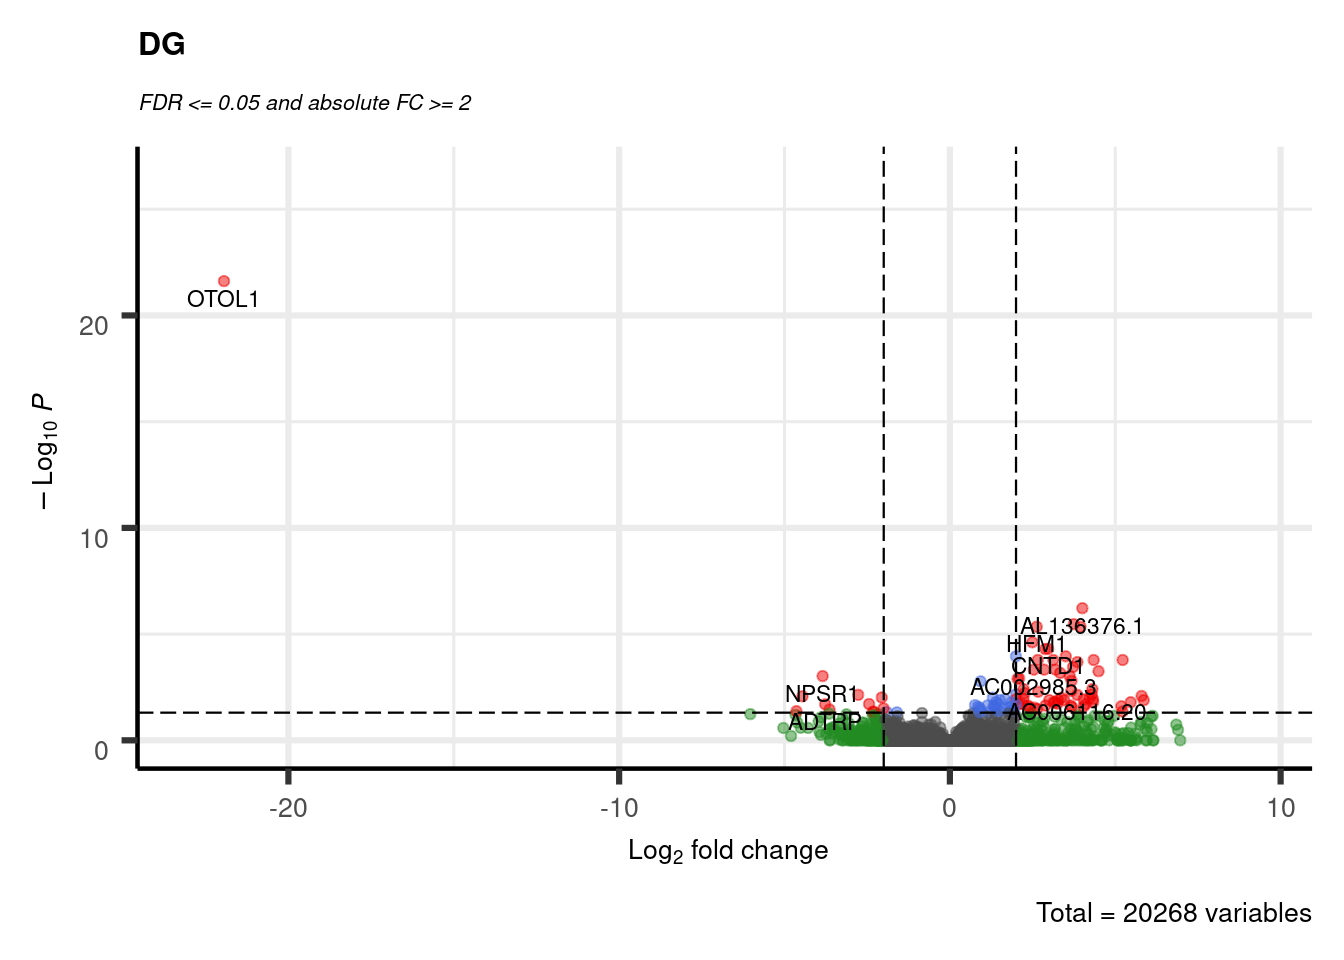 DG
FDR <= 0.05 and absolute FC >= 2
− Log10 P
20
10
0
OTOL1
AL136376.1
HFM1
CNTD1
AC002985.3
NPSR1
AC006116.20
ADTRP
-20
-10
0
10
Log2 fold change
Total = 20268 variables